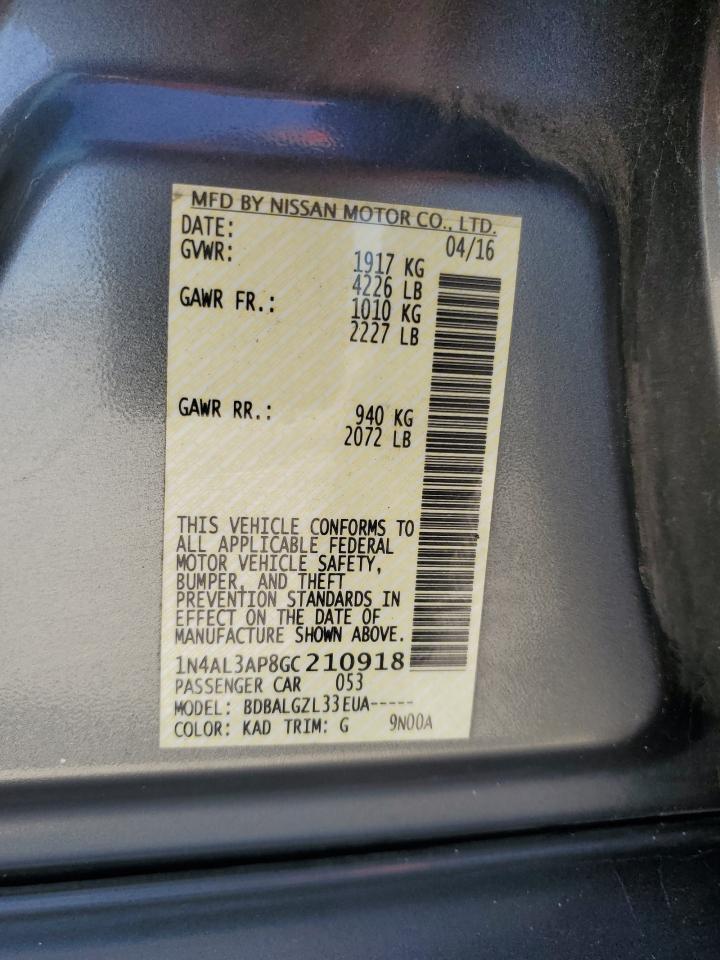 MFD BY NISSAN MOTOR CO., LTD.
DATE: 04/16
GVWR: 1917 KG
4226 LB
GAWR FR.: 1010 KG
2227 LB
GAWR RR.: 940 KG
2072 LB
THIS VEHICLE CONFORMS TO
ALL APPLICABLE FEDERAL
MOTOR VEHICLE SAFETY,
BUMPER, AND THEFT
PREVENTION STANDARDS IN
EFFECT ON THE DATE OF
MANUFACTURE SHOWN ABOVE.
1N4AL3AP8GC210918
PASSENGER CAR 053
MODEL: BDBALGZL33EUA-----
COLOR: KAD TRIM: G 9N00A